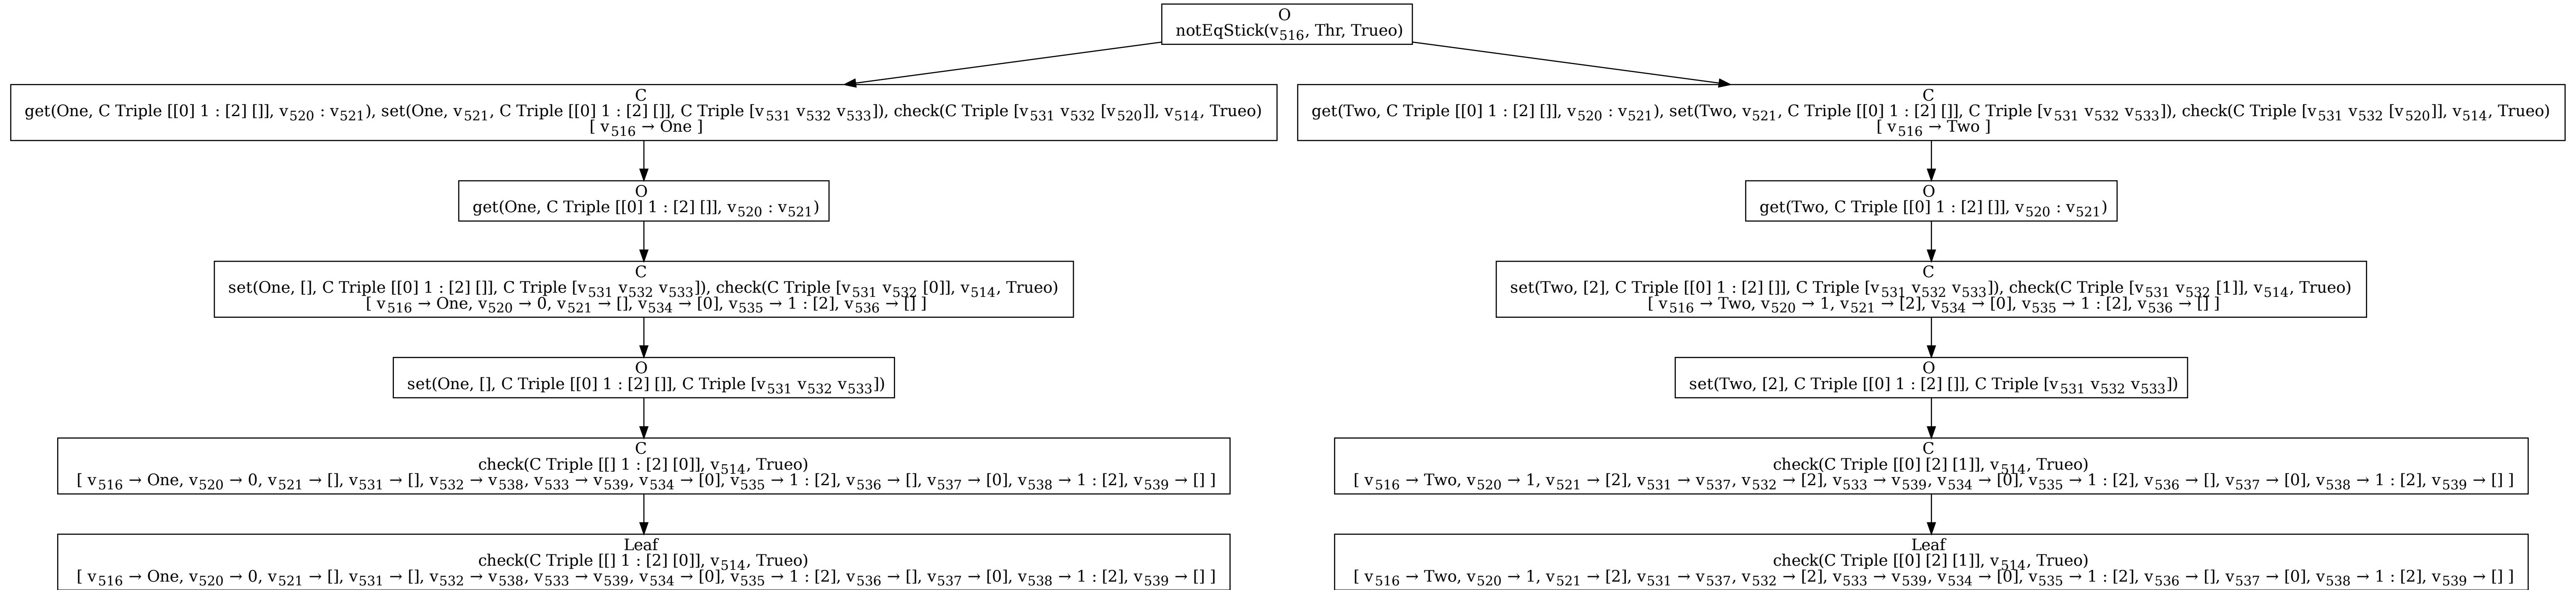 O
notEqStick(v516, Thr, Trueo)
C
get(One, C Triple [[0] 1 : [2] []], v520 : v521), set(One, v521, C Triple [[0] 1 : [2] []], C Triple [v531 v532 v533]), check(C Triple [v531 v532 [v520]], v514, Trueo)
[ v516 → One ]
C
get(Two, C Triple [[0] 1 : [2] []], v520 : v521), set(Two, v521, C Triple [[0] 1 : [2] []], C Triple [v531 v532 v533]), check(C Triple [v531 v532 [v520]], v514, Trueo)
[ v516 → Two ]
O
get(One, C Triple [[0] 1 : [2] []], v520 : v521)
O
get(Two, C Triple [[0] 1 : [2] []], v520 : v521)
C
set(One, [], C Triple [[0] 1 : [2] []], C Triple [v531 v532 v533]), check(C Triple [v531 v532 [0]], v514, Trueo)
[ v516 → One, v520 → 0, v521 → [], v534 → [0], v535 → 1 : [2], v536 → [] ]
C
set(Two, [2], C Triple [[0] 1 : [2] []], C Triple [v531 v532 v533]), check(C Triple [v531 v532 [1]], v514, Trueo)
[ v516 → Two, v520 → 1, v521 → [2], v534 → [0], v535 → 1 : [2], v536 → [] ]
O
set(One, [], C Triple [[0] 1 : [2] []], C Triple [v531 v532 v533])
O
set(Two, [2], C Triple [[0] 1 : [2] []], C Triple [v531 v532 v533])
C
check(C Triple [[] 1 : [2] [0]], v514, Trueo)
[ v516 → One, v520 → 0, v521 → [], v531 → [], v532 → v538, v533 → v539, v534 → [0], v535 → 1 : [2], v536 → [], v537 → [0], v538 → 1 : [2], v539 → [] ]
C
check(C Triple [[0] [2] [1]], v514, Trueo)
[ v516 → Two, v520 → 1, v521 → [2], v531 → v537, v532 → [2], v533 → v539, v534 → [0], v535 → 1 : [2], v536 → [], v537 → [0], v538 → 1 : [2], v539 → [] ]
Leaf
check(C Triple [[] 1 : [2] [0]], v514, Trueo)
[ v516 → One, v520 → 0, v521 → [], v531 → [], v532 → v538, v533 → v539, v534 → [0], v535 → 1 : [2], v536 → [], v537 → [0], v538 → 1 : [2], v539 → [] ]
Leaf
check(C Triple [[0] [2] [1]], v514, Trueo)
[ v516 → Two, v520 → 1, v521 → [2], v531 → v537, v532 → [2], v533 → v539, v534 → [0], v535 → 1 : [2], v536 → [], v537 → [0], v538 → 1 : [2], v539 → [] ]